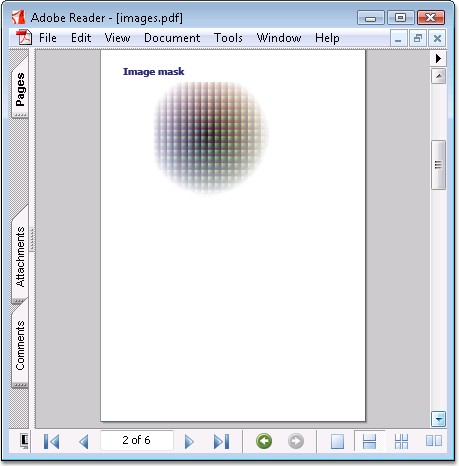 Adobe Reader - [images.pdf]
File Edit View Document Tools Window Help
Pages
Image mask
Attachments
Comments
2 of 6